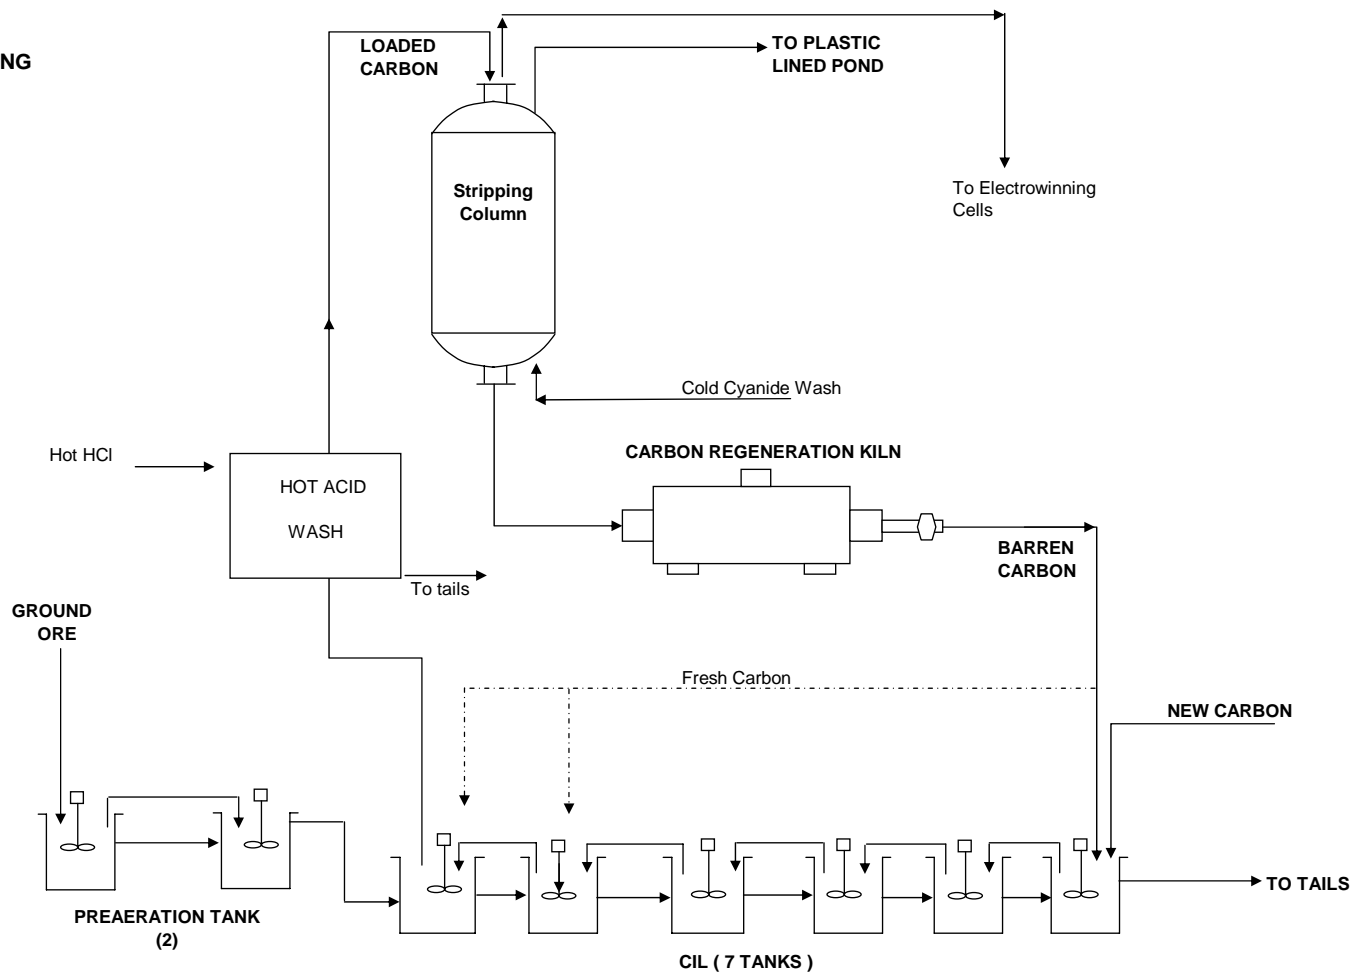 NG
LOADED
CARBON
TO PLASTIC
LINED POND
Stripping
Column
To Electrowinning
Cells
Cold Cyanide Wash
Hot HCl
CARBON REGENERATION KILN
HOT ACID
WASH
BARREN
CARBON
To tails
GROUND
ORE
Fresh Carbon
NEW CARBON
TO TAILS
PREAERATION TANK
(2)
CIL ( 7 TANKS )